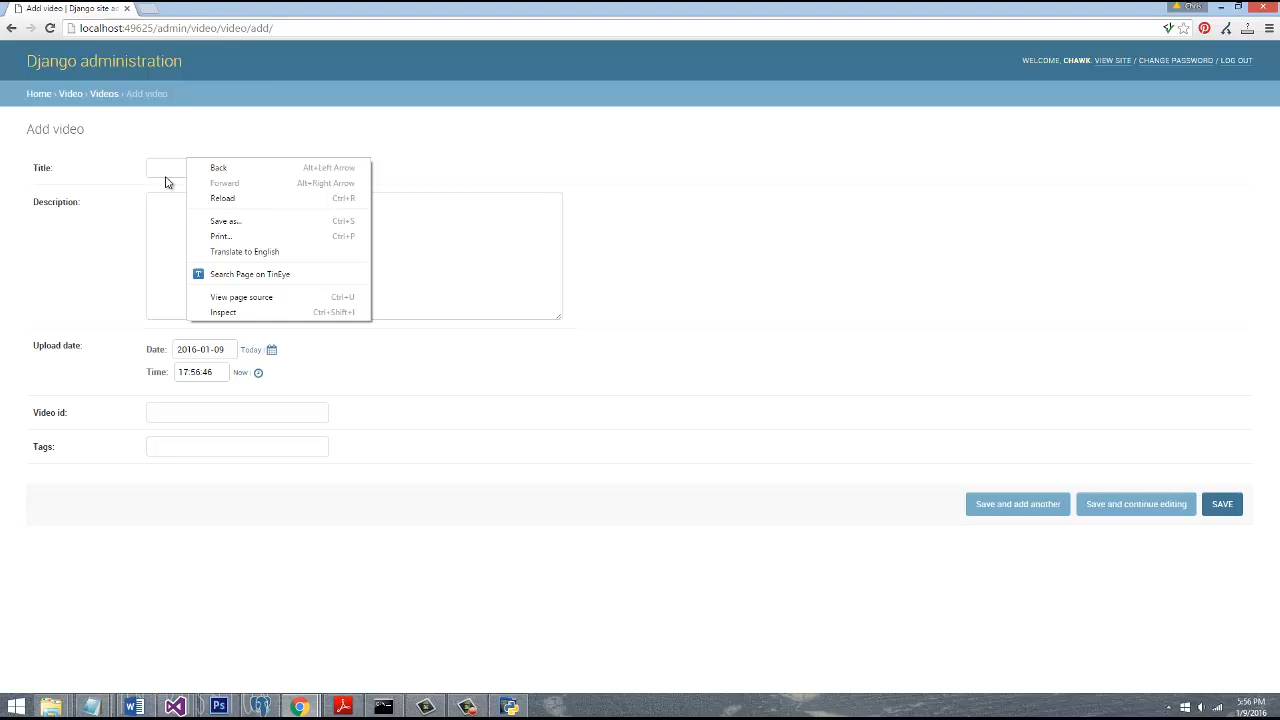 Add video | Django site a
Chris
localhost:49625/admin/video/video/add/
Django administration
WELCOME, CHAWK. VIEW SITE / CHANGE PASSWORD / LOG OUT
Home › Video › Videos › Add video
Add video
Title:
Back Alt+Left Arrow
Forward Alt+Right Arrow
Reload Ctrl+R
Save as... Ctrl+S
Print... Ctrl+P
Translate to English
T Search Page on TinEye
View page source Ctrl+U
Inspect Ctrl+Shift+I
Description:
Upload date:
Date: 2016-01-09 Today |
Time: 17:56:46 Now |
Video id:
Tags:
Save and add another Save and continue editing SAVE
Ps
5:56 PM
1/9/2016